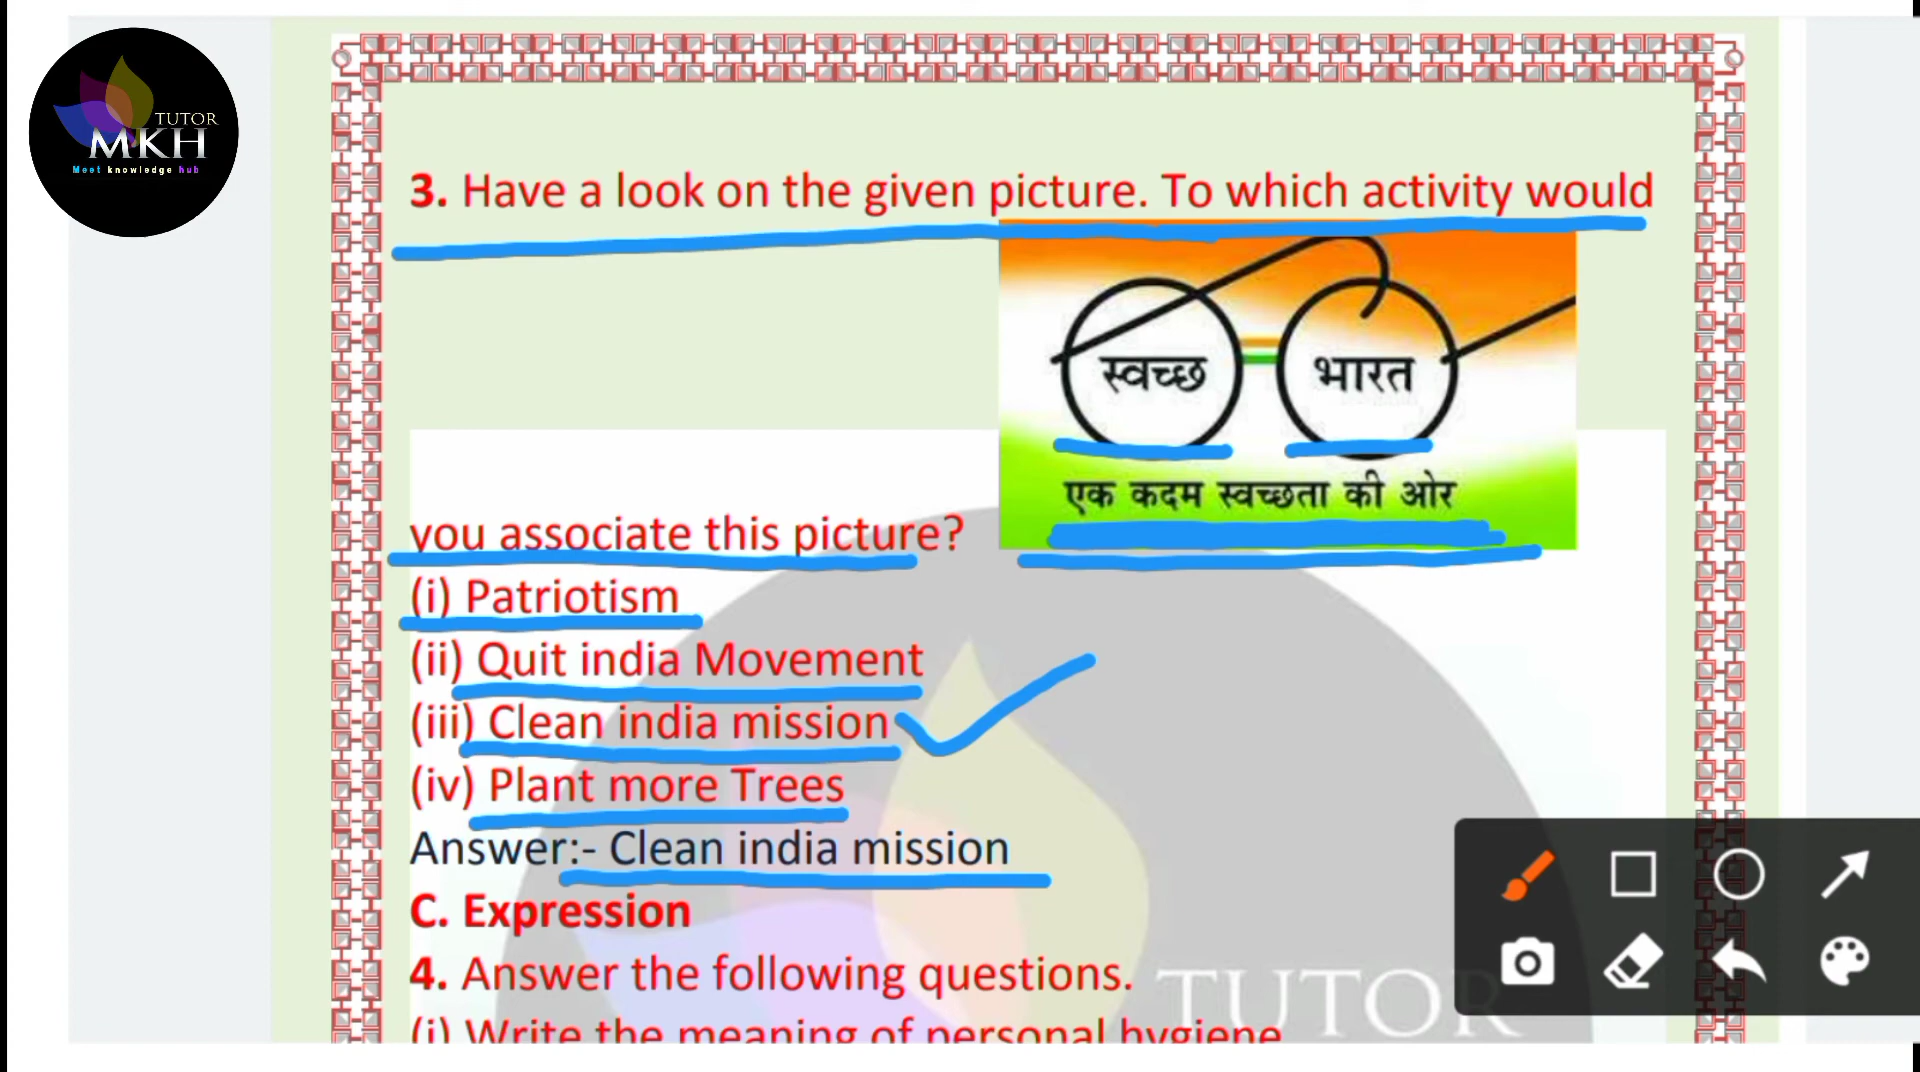 TUTOR
MKH
Meet knowledge hub
3. Have a look on the given picture. To which activity would
स्वच्छ भारत
एक कदम स्वच्छता की ओर
you associate this picture?
(i) Patriotism
(ii) Quit india Movement
(iii) Clean india mission
(iv) Plant more Trees
Answer:- Clean india mission
C. Expression
4. Answer the following questions.
TUTOR
(i) Write the meaning of personal hygiene